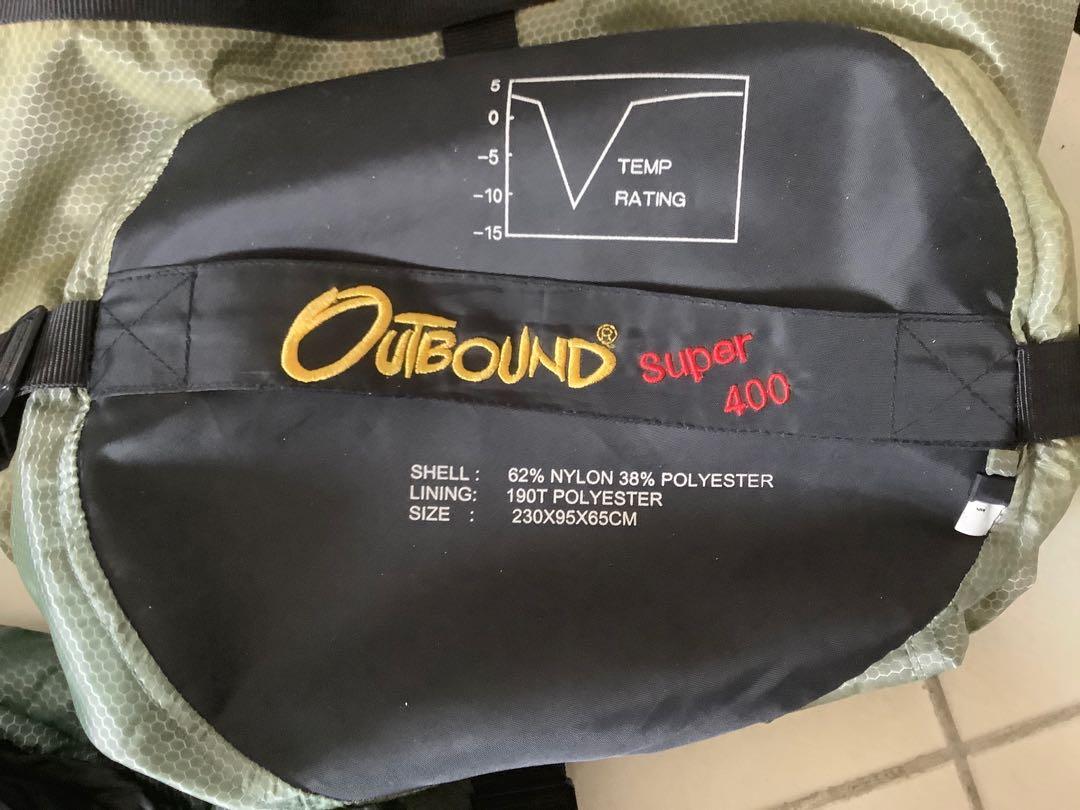 5
0
-5
-10
-15
TEMP
RATING
OUTBOUND® super
400
SHELL : 62% NYLON 38% POLYESTER
LINING: 190T POLYESTER
SIZE : 230X95X65CM